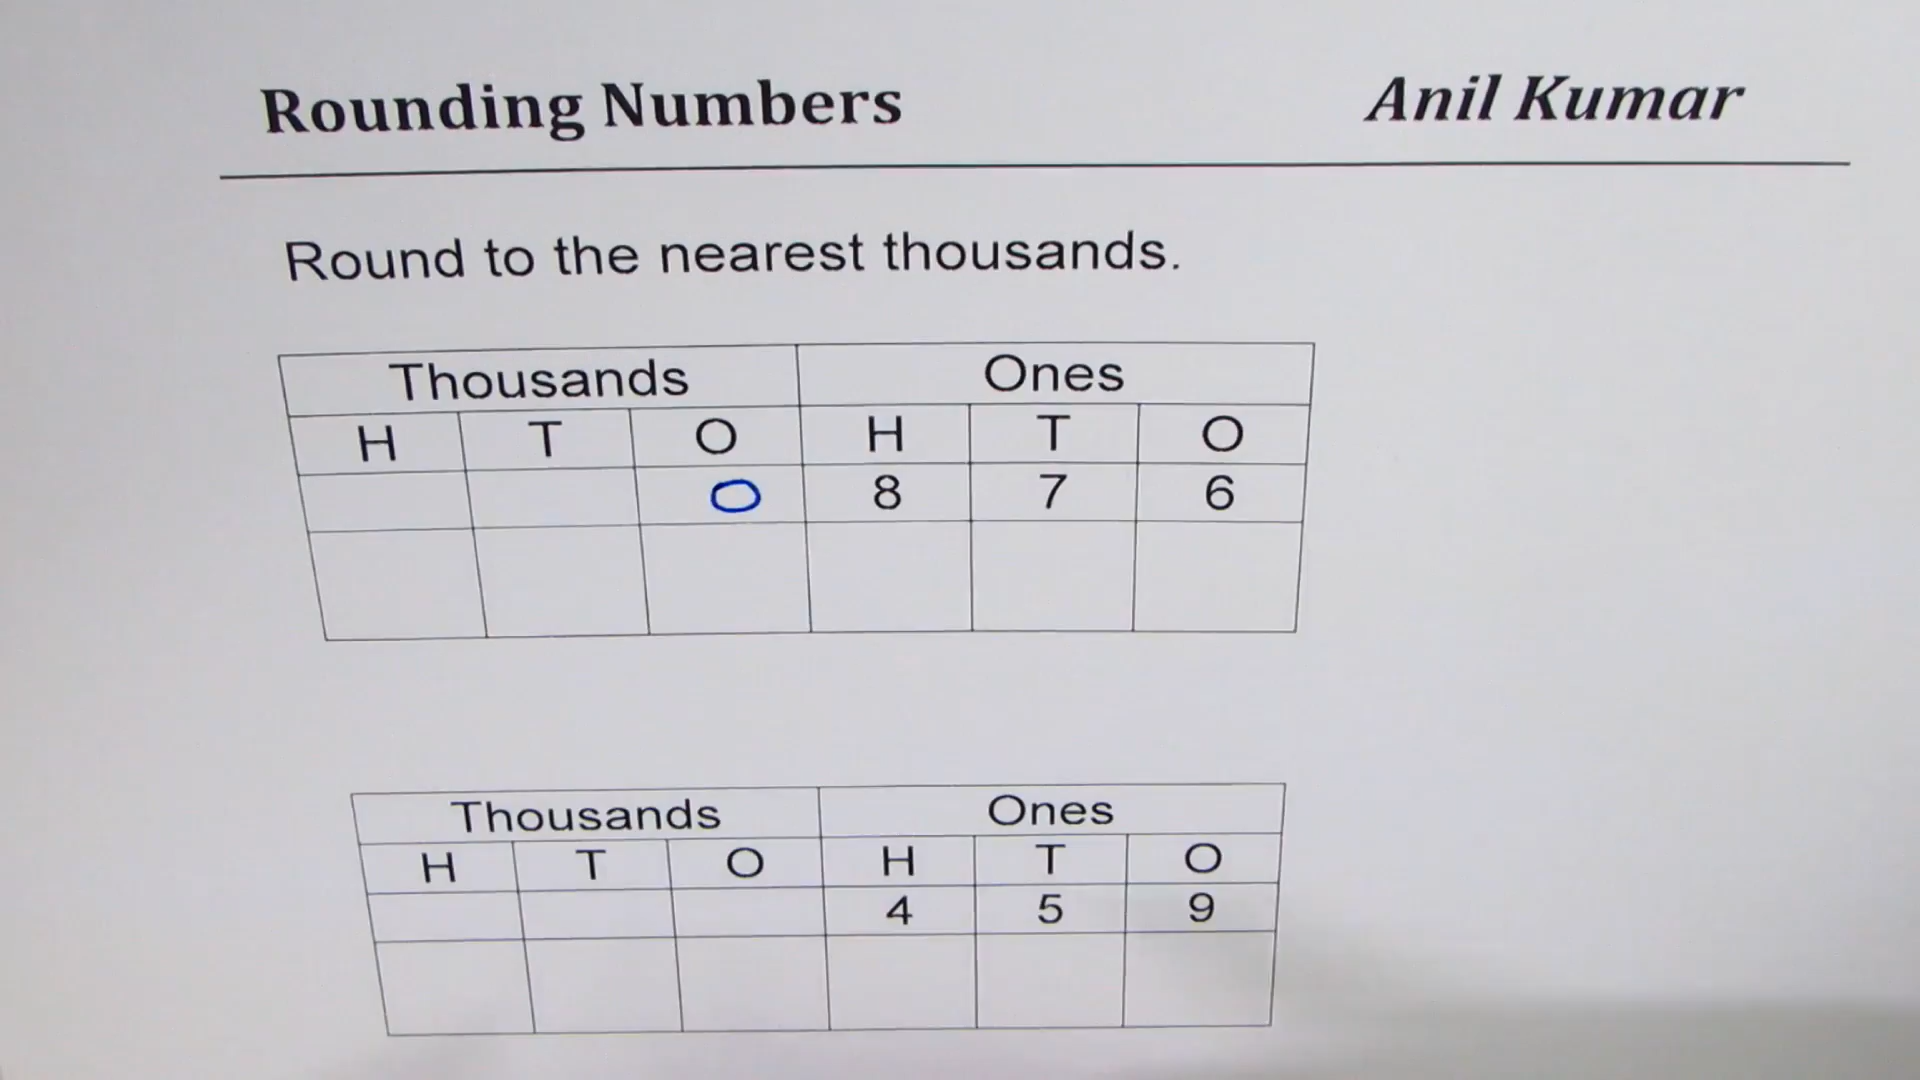 Rounding Numbers Anil Kumar
Round to the nearest thousands.
Thousands Ones
H T O H T O
0 8 7 6
Thousands Ones
H T O H T O
4 5 9